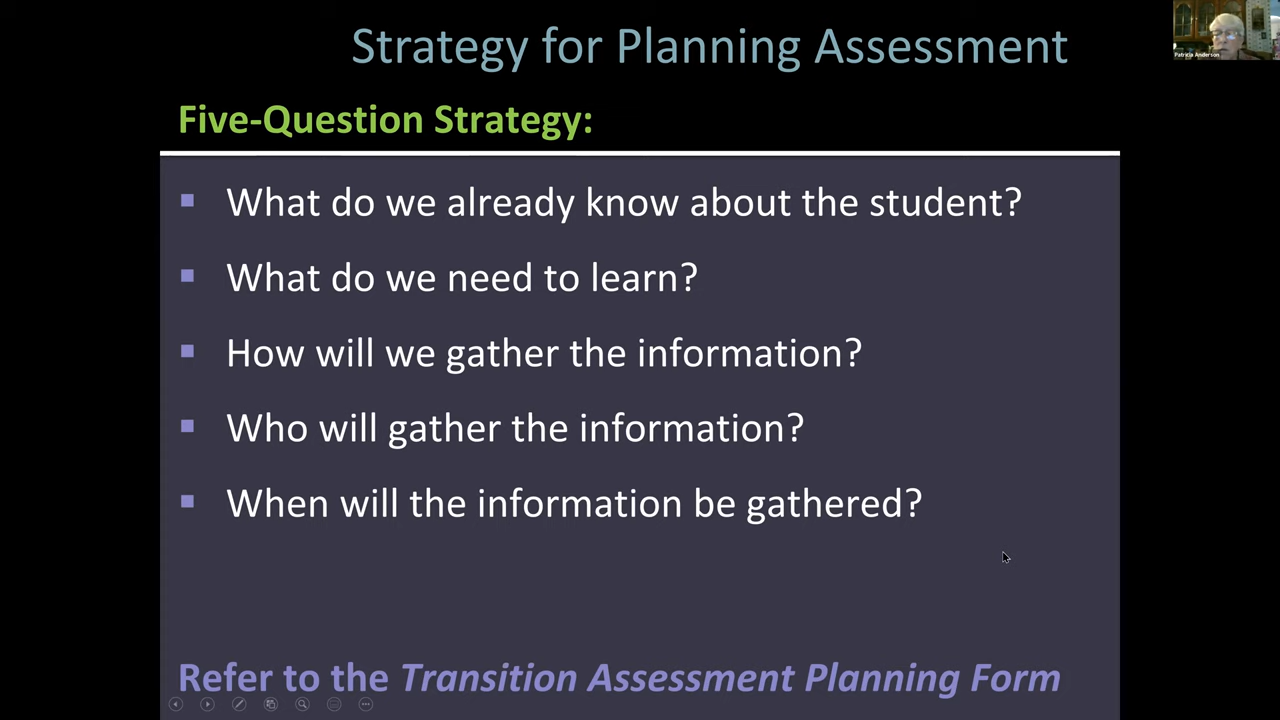 Strategy for Planning Assessment
Patricia Anderson
Five-Question Strategy:
What do we already know about the student?
What do we need to learn?
How will we gather the information?
Who will gather the information?
When will the information be gathered?
Refer to the Transition Assessment Planning Form